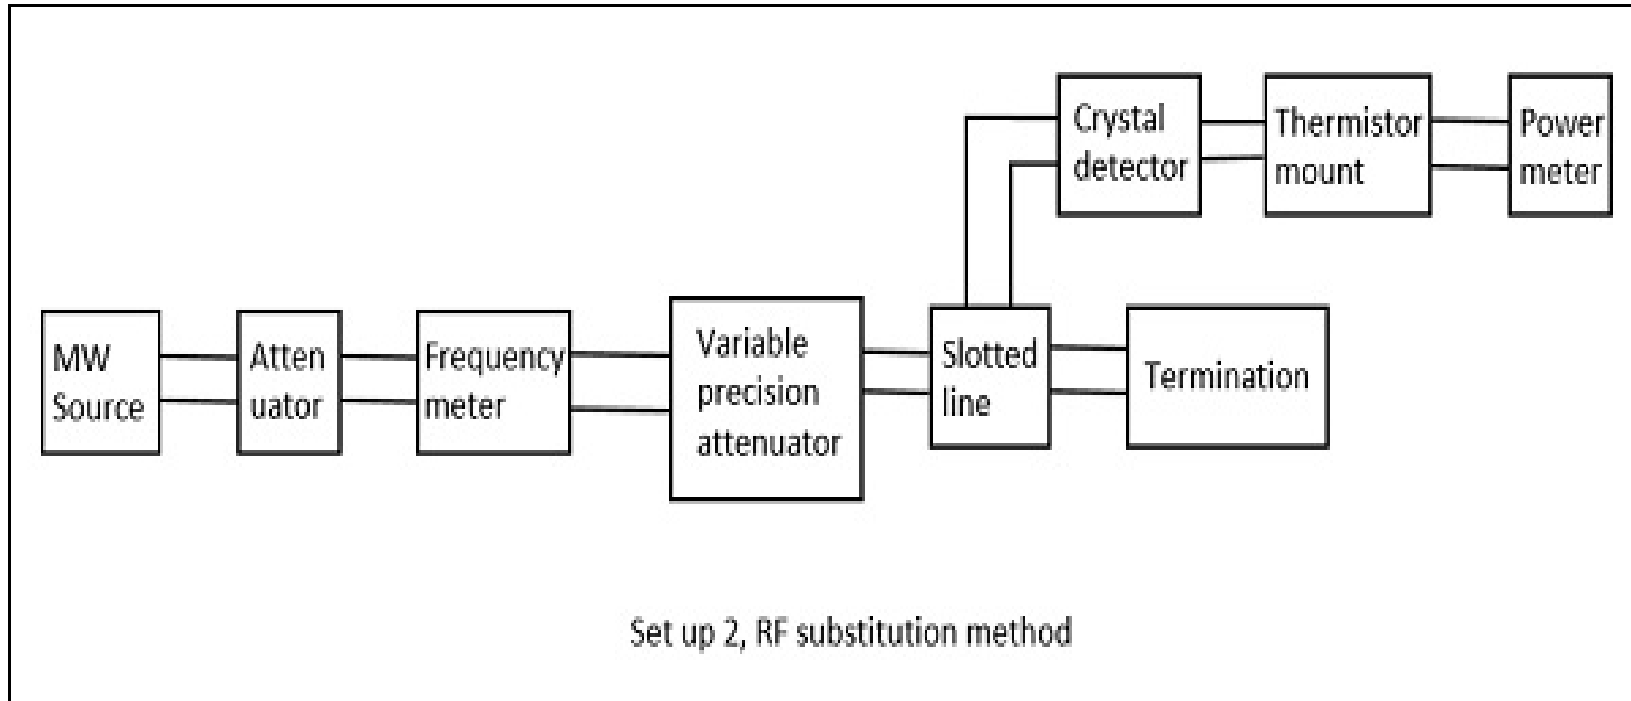 Crystal
detector
Thermistor
mount
Power
meter
MW
Source
Atten
uator
Frequency
meter
Variable
precision
attenuator
Slotted
line
Termination
Set up 2, RF substitution method